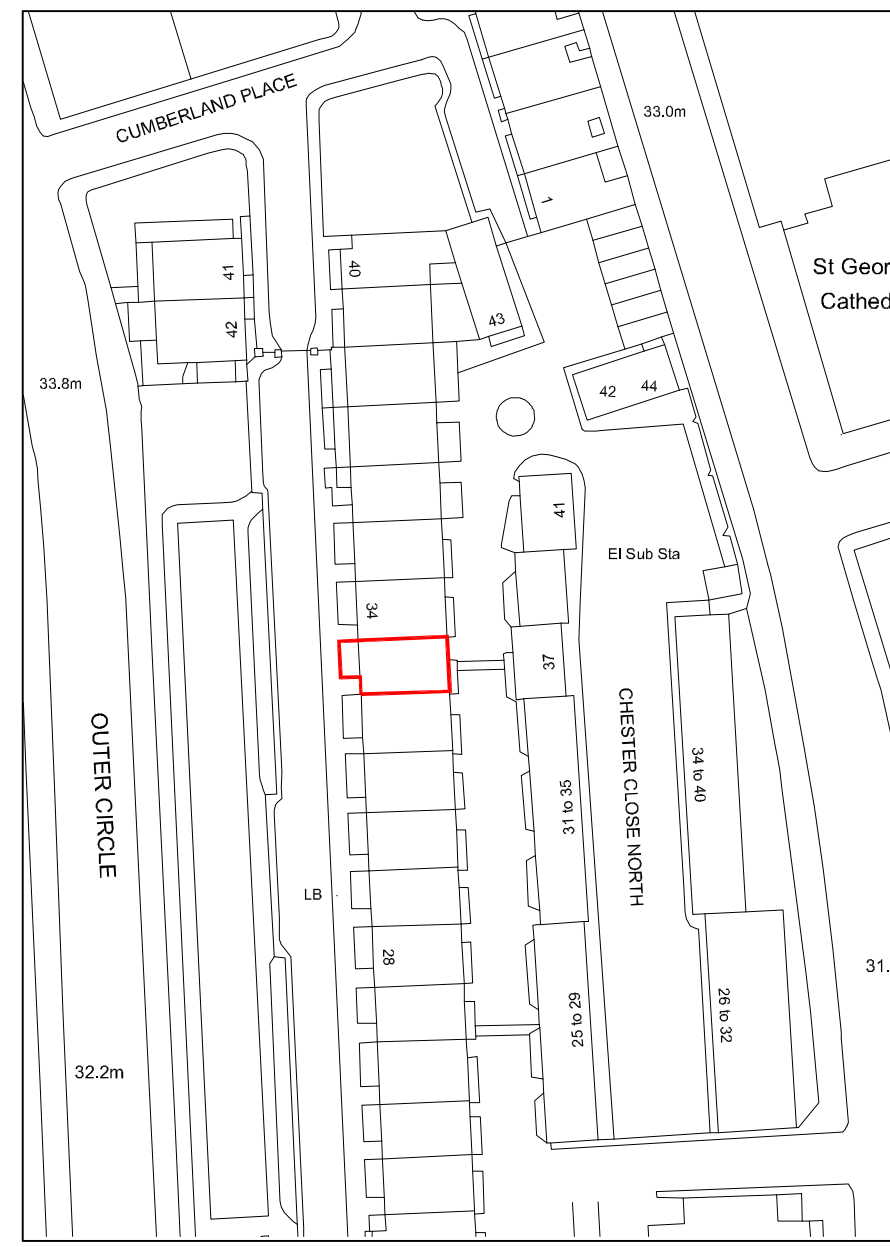 CUMBERLAND PLACE
33.0m
1
St Geor
Cathed
41
40
42
43
33.8m
42 44
41
El Sub Sta
34
37
CHESTER CLOSE NORTH
OUTER CIRCLE
34 to 40
31 to 35
LB
28
31.
26 to 32
25 to 29
32.2m